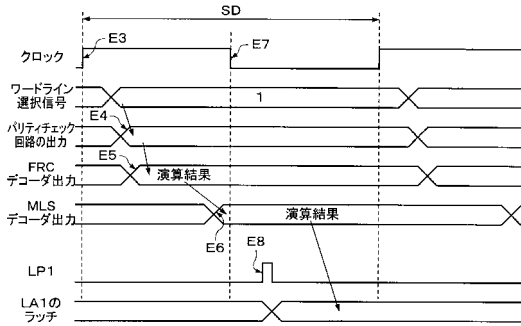 SD
E3
E7
クロック
ワードライン
選択信号
1
E4
パリティチェック
回路の出力
E5
FRC
デコーダ出力
演算結果
MLS
デコーダ出力
E6
演算結果
E8
LP1
LA1の
ラッチ